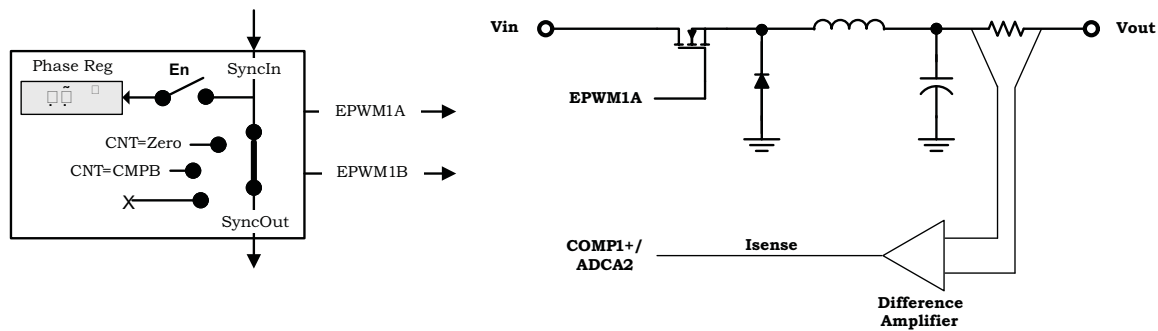 Phase Reg
En
SyncIn
CNT=Zero
CNT=CMPB
X
SyncOut
EPWM1A
EPWM1B
Vin
Vout
EPWM1A
COMP1+/
ADCA2
Isense
Difference
Amplifier